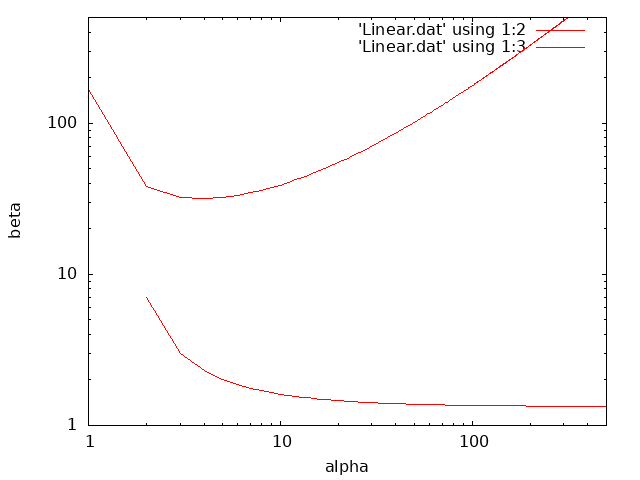 'Linear.dat' using 1:2
'Linear.dat' using 1:3
100
10
1
beta
1 10 100
alpha